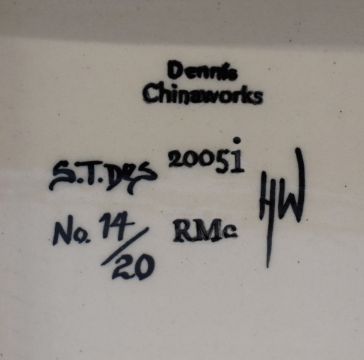 Dennis
Chinaworks
S.T.Des 2005i HW
No. 14/20 RMc